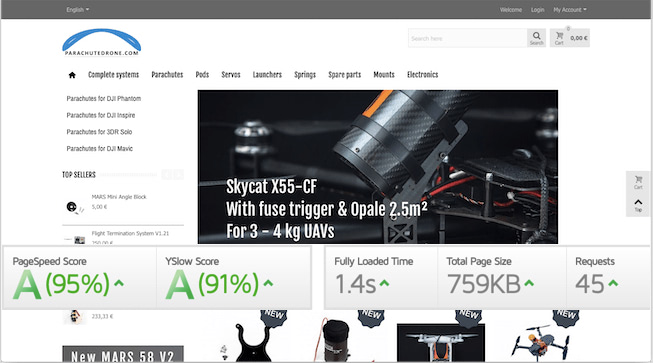 English
Welcome
Login
My Account
PARACHUTEDRONE.COM
Search here
Search
0
Cart
0,00 €
Complete systems
Parachutes
Pods
Servos
Launchers
Springs
Spare parts
Mounts
Electronics
Parachutes for DJI Phantom
Parachutes for DJI Inspire
Parachutes for 3DR Solo
Parachutes for DJI Mavic
TOP SELLERS
MARS Mini Angle Block
5,00 €
Flight Termination System V1.21
250,00 €
Skycat X55-CF
With fuse trigger & Opale 2.5m²
For 3 - 4 kg UAVs
Cart
Top
PageSpeed Score
A (95%)
YSlow Score
A (91%)
Fully Loaded Time
1.4s
Total Page Size
759KB
Requests
45
233,33 €
New MARS 58 V2
NEW
NEW
NEW
NEW